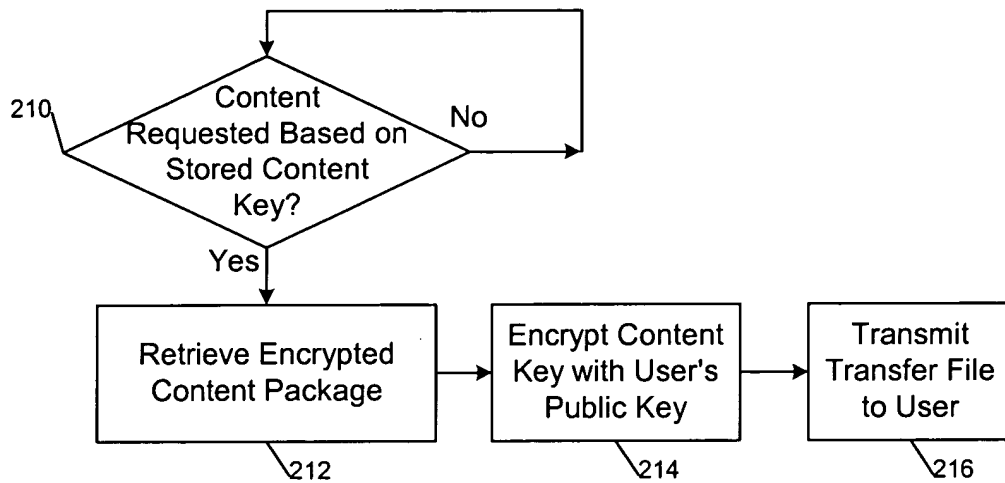 210
Content
Requested Based on
Stored Content
Key?
No
Yes
Retrieve Encrypted
Content Package
212
Encrypt Content
Key with User's
Public Key
214
Transmit
Transfer File
to User
216